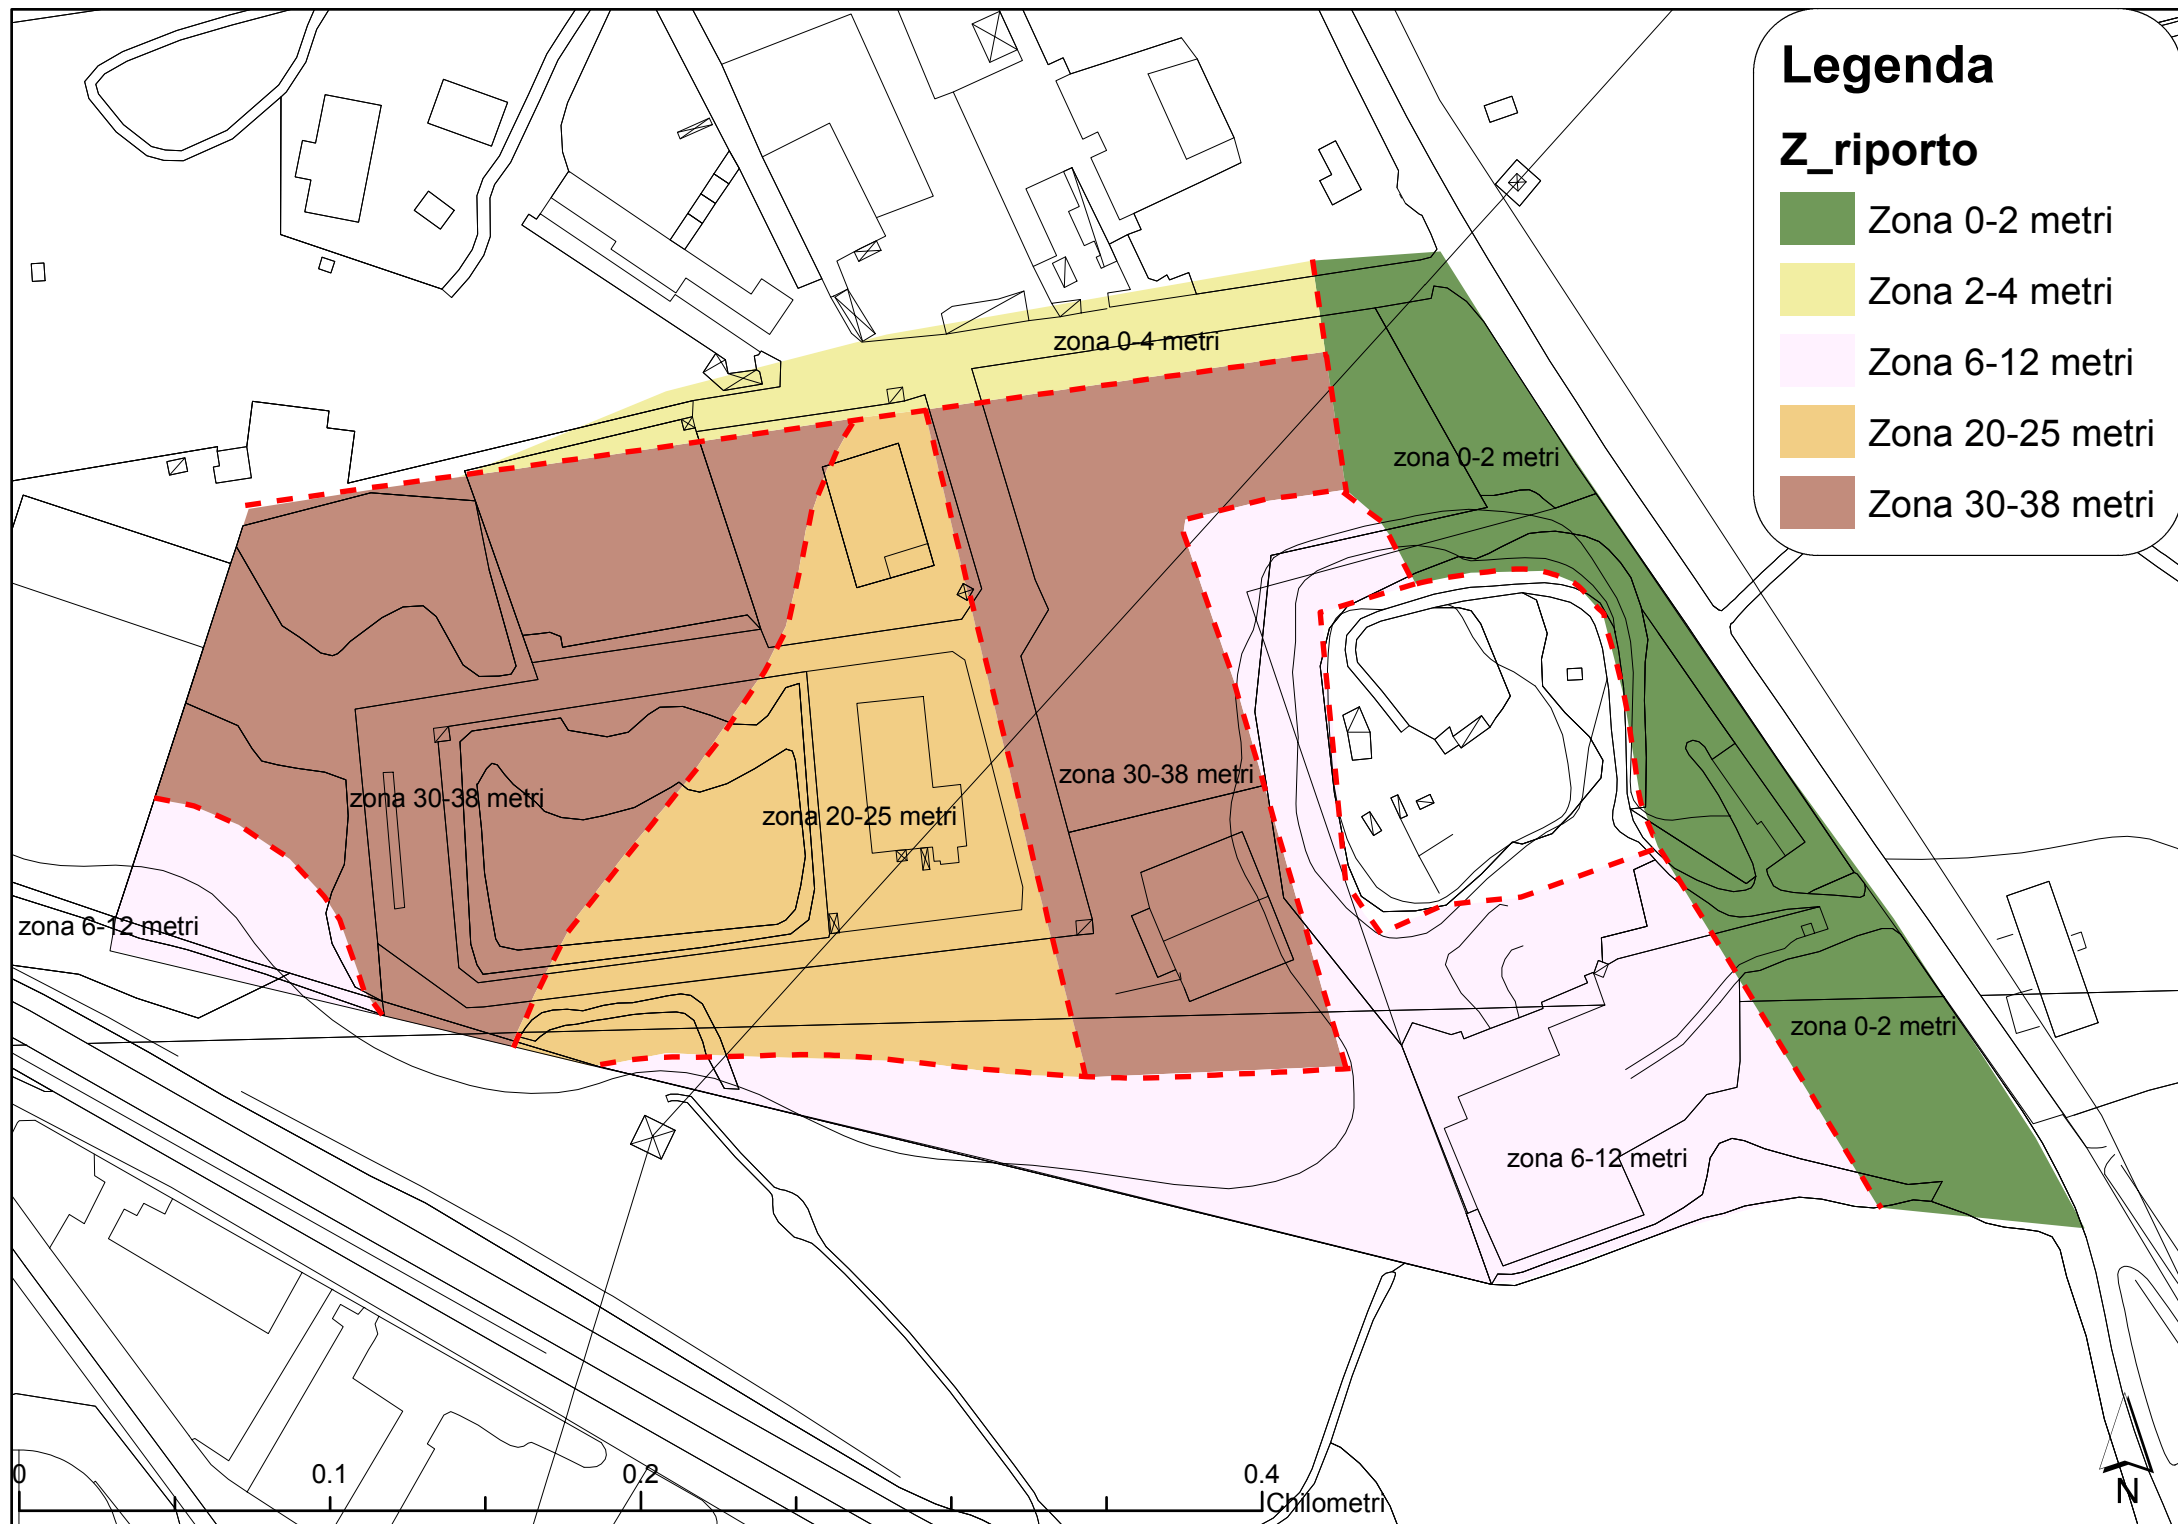 Legenda
Z_riporto
Zona 0-2 metri
Zona 2-4 metri
Zona 6-12 metri
Zona 20-25 metri
Zona 30-38 metri
zona 0-4 metri
zona 0-2 metri
zona 30-38 metri
zona 30-38 metri
zona 20-25 metri
zona 6-12 metri
zona 0-2 metri
zona 6-12 metri
0 0.1 0.2 0.4
Chilometri
N